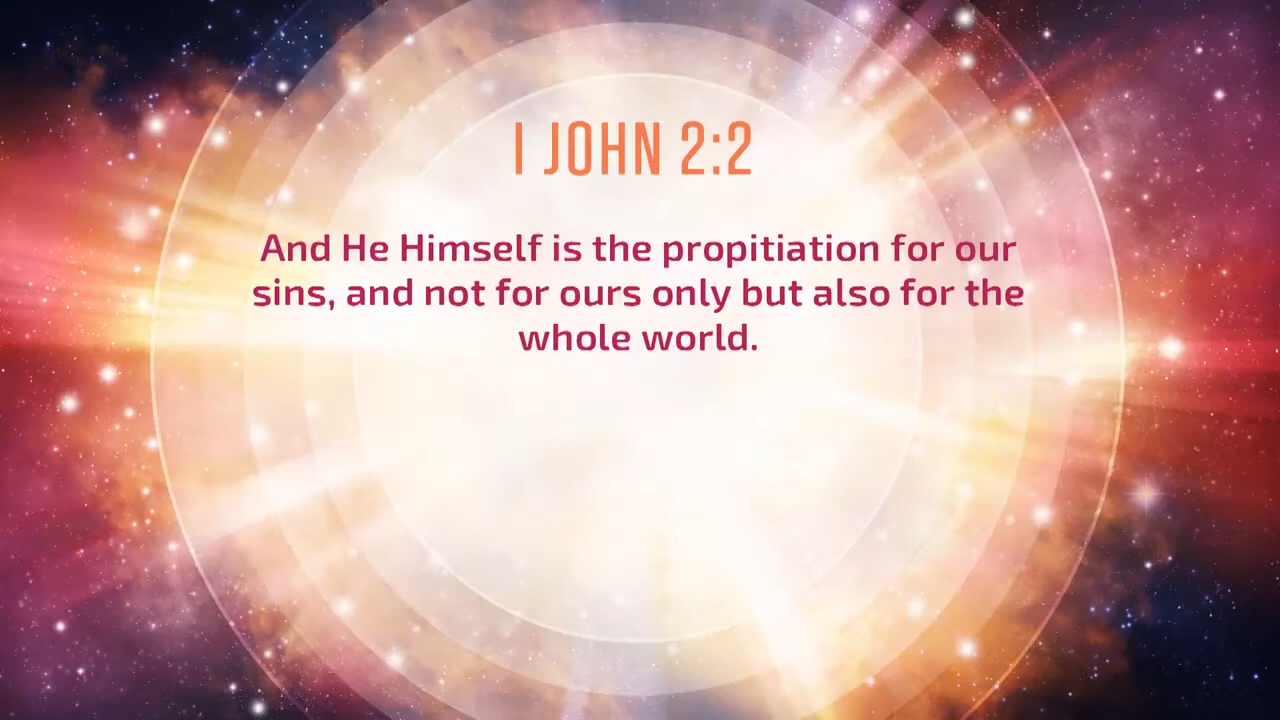 I JOHN 2:2
And He Himself is the propitiation for our
sins, and not for ours only but also for the
whole world.